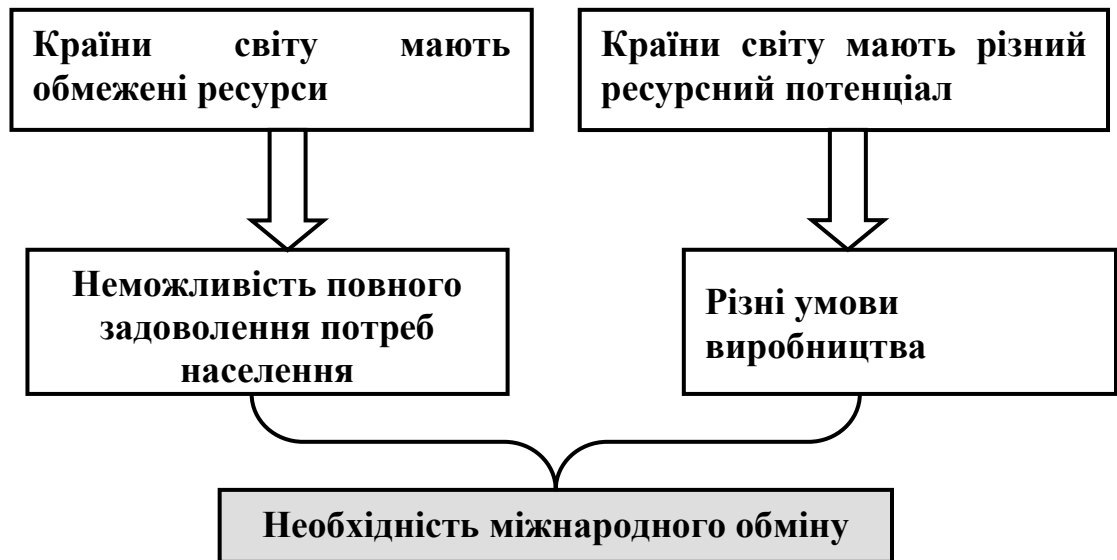 Країни світу мають
обмежені ресурси
Країни світу мають різний
ресурсний потенціал
Неможливість повного
задоволення потреб
населення
Різні умови
виробництва
Необхідність міжнародного обміну